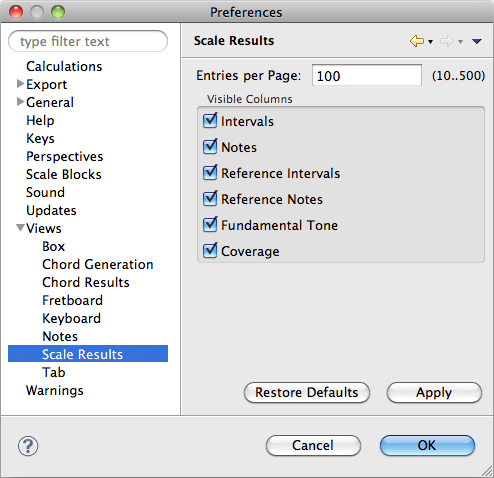 Preferences
type filter text
Calculations
Export
General
Help
Keys
Perspectives
Scale Blocks
Sound
Updates
Views
Box
Chord Generation
Chord Results
Fretboard
Keyboard
Notes
Scale Results
Tab
Warnings
Scale Results
Entries per Page: 100 (10..500)
Visible Columns
Intervals
Notes
Reference Intervals
Reference Notes
Fundamental Tone
Coverage
Restore Defaults Apply
? Cancel OK